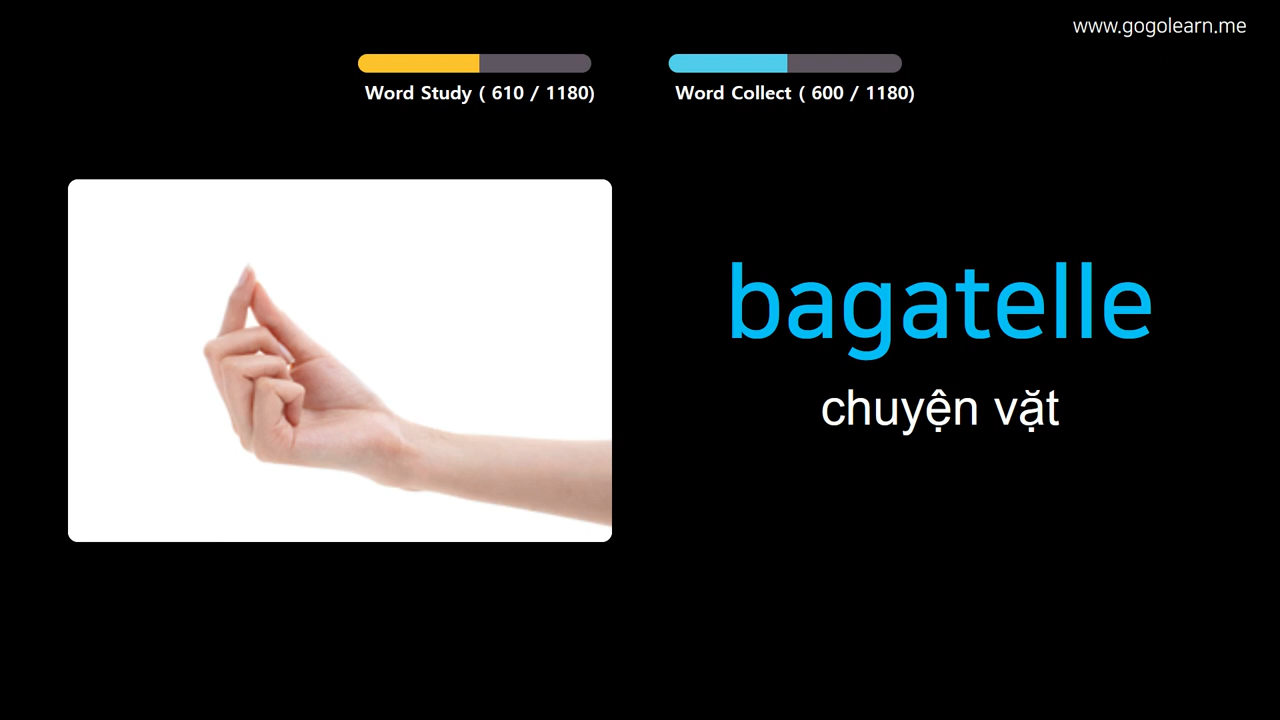 www.gogolearn.me
Word Study ( 610 / 1180)
Word Collect ( 600 / 1180)
bagatelle
chuyện vặt